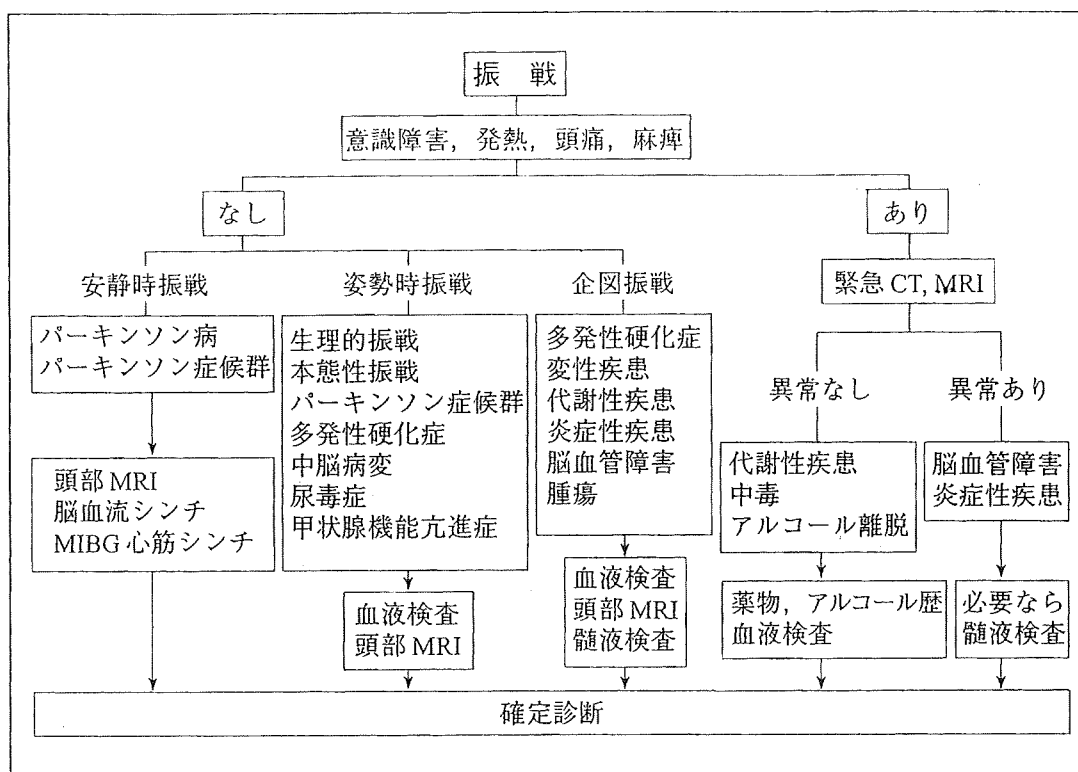 振 戦
意識障害，発熱，頭痛，麻痺
なし
あり
安静時振戦
姿勢時振戦
企図振戦
緊急 CT, MRI
パーキンソン病
パーキンソン症候群
生理的振戦
本態性振戦
パーキンソン症候群
多発性硬化症
中脳病変
尿毒症
甲状腺機能亢進症
多発性硬化症
変性疾患
代謝性疾患
炎症性疾患
脳血管障害
腫瘍
異常なし
異常あり
代謝性疾患
中毒
アルコール離脱
脳血管障害
炎症性疾患
頭部 MRI
脳血流シンチ
MIBG 心筋シンチ
血液検査
頭部 MRI
血液検査
頭部 MRI
髄液検査
薬物，アルコール歴
血液検査
必要なら
髄液検査
確定診断